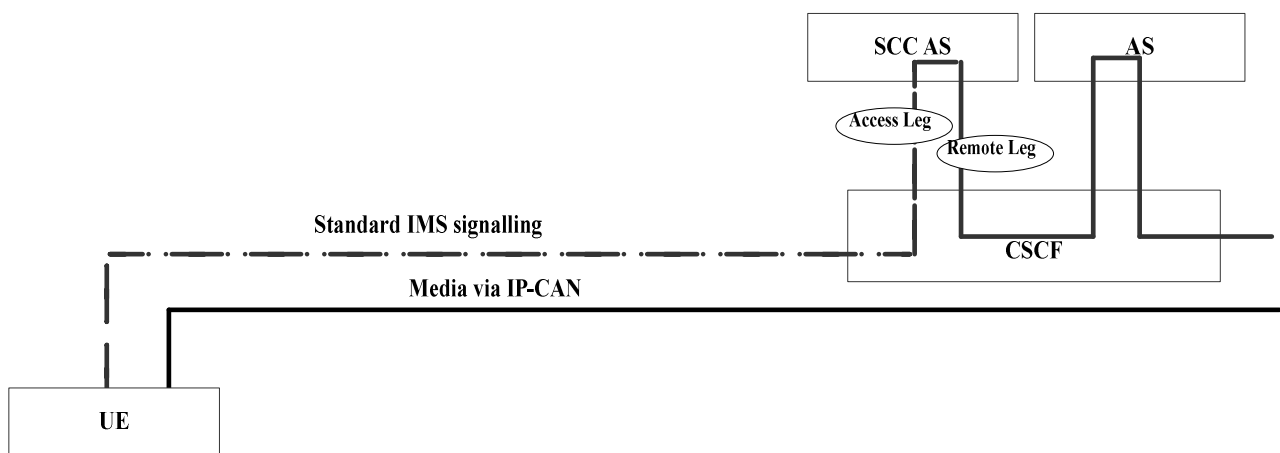 SCC AS
AS
Access Leg
Remote Leg
Standard IMS signalling
CSCF
Media via IP-CAN
UE